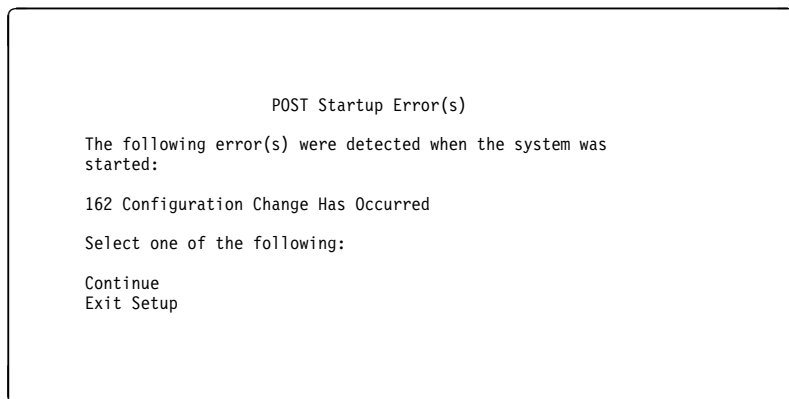 POST Startup Error(s)
The following error(s) were detected when the system was
started:
162 Configuration Change Has Occurred
Select one of the following:
Continue
Exit Setup